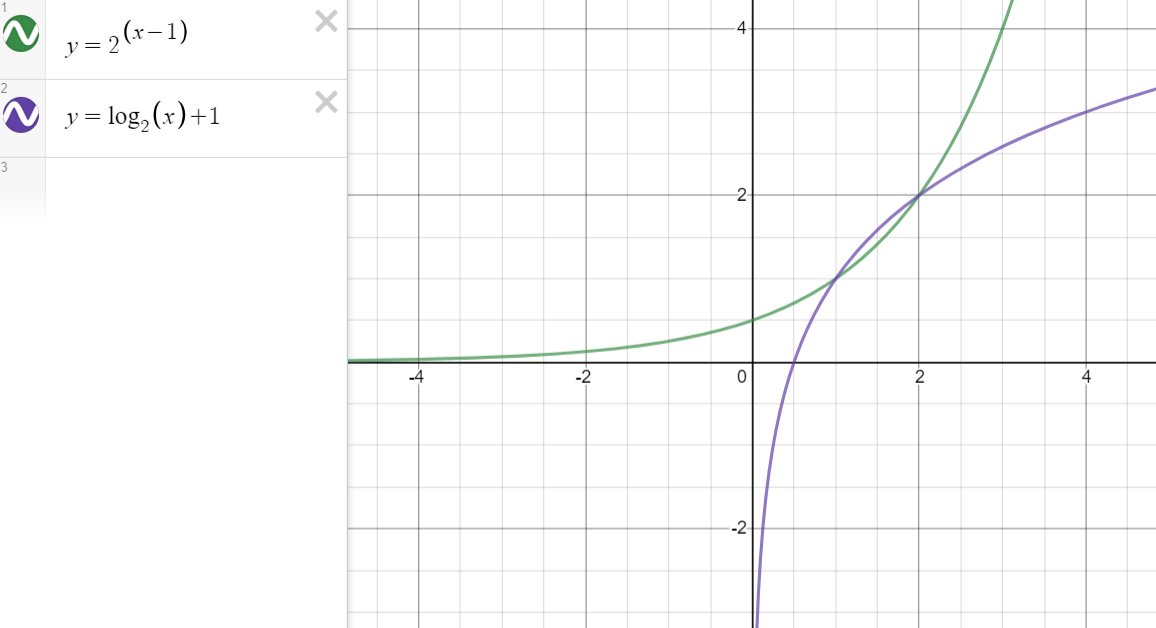 1
y = 2^(x−1)
2
y = log₂(x)+1
3
4
2
-4 -2 0 2 4
-2